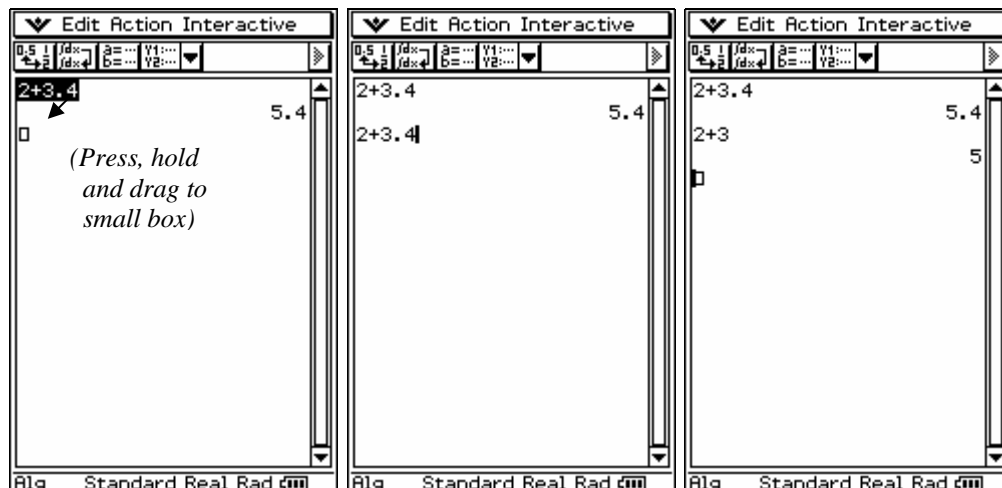 Edit Action Interactive
2+3.4
5.4
(Press, hold
and drag to
small box)
Alg Standard Real Rad
Edit Action Interactive
2+3.4
5.4
2+3.4
Alg Standard Real Rad
Edit Action Interactive
2+3.4
5.4
2+3
5
Alg Standard Real Rad